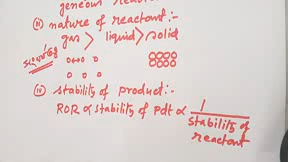 geneous reac
(iii) nature of reactant:-
gas > liquid > solid
(iv) stability of product:-
ROR ∝ stability of pdt ∝ 1/stability of reactant